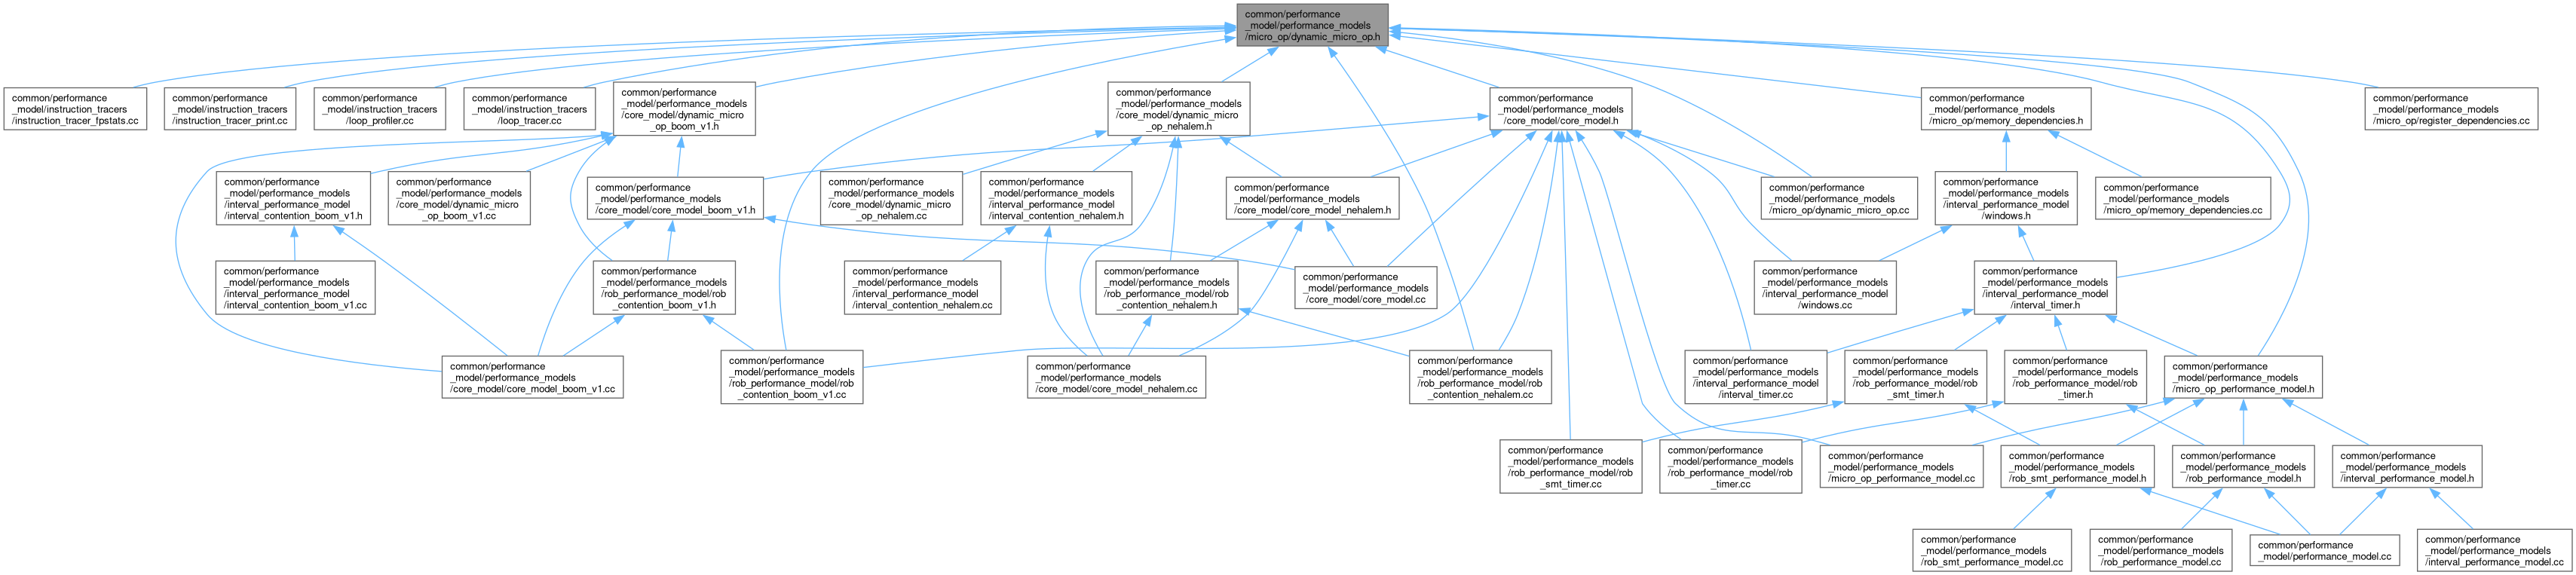 common/performance
_model/performance_models
/micro_op/dynamic_micro_op.h
common/performance
_model/instruction_tracers
/instruction_tracer_fpstats.cc
common/performance
_model/instruction_tracers
/instruction_tracer_print.cc
common/performance
_model/instruction_tracers
/loop_profiler.cc
common/performance
_model/instruction_tracers
/loop_tracer.cc
common/performance
_model/performance_models
/core_model/dynamic_micro
_op_boom_v1.h
common/performance
_model/performance_models
/core_model/dynamic_micro
_op_nehalem.h
common/performance
_model/performance_models
/core_model/core_model.h
common/performance
_model/performance_models
/micro_op/memory_dependencies.h
common/performance
_model/performance_models
/micro_op/register_dependencies.cc
common/performance
_model/performance_models
/interval_performance_model
/interval_contention_boom_v1.h
common/performance
_model/performance_models
/core_model/dynamic_micro
_op_boom_v1.cc
common/performance
_model/performance_models
/core_model/core_model_boom_v1.h
common/performance
_model/performance_models
/core_model/dynamic_micro
_op_nehalem.cc
common/performance
_model/performance_models
/interval_performance_model
/interval_contention_nehalem.h
common/performance
_model/performance_models
/core_model/core_model_nehalem.h
common/performance
_model/performance_models
/micro_op/dynamic_micro_op.cc
common/performance
_model/performance_models
/interval_performance_model
/windows.h
common/performance
_model/performance_models
/micro_op/memory_dependencies.cc
common/performance
_model/performance_models
/interval_performance_model
/interval_contention_boom_v1.cc
common/performance
_model/performance_models
/rob_performance_model/rob
_contention_boom_v1.h
common/performance
_model/performance_models
/interval_performance_model
/interval_contention_nehalem.cc
common/performance
_model/performance_models
/rob_performance_model/rob
_contention_nehalem.h
common/performance
_model/performance_models
/core_model/core_model.cc
common/performance
_model/performance_models
/interval_performance_model
/windows.cc
common/performance
_model/performance_models
/interval_performance_model
/interval_timer.h
common/performance
_model/performance_models
/core_model/core_model_boom_v1.cc
common/performance
_model/performance_models
/rob_performance_model/rob
_contention_boom_v1.cc
common/performance
_model/performance_models
/core_model/core_model_nehalem.cc
common/performance
_model/performance_models
/rob_performance_model/rob
_contention_nehalem.cc
common/performance
_model/performance_models
/interval_performance_model
/interval_timer.cc
common/performance
_model/performance_models
/rob_performance_model/rob
_smt_timer.h
common/performance
_model/performance_models
/rob_performance_model/rob
_timer.h
common/performance
_model/performance_models
/micro_op_performance_model.h
common/performance
_model/performance_models
/rob_performance_model/rob
_smt_timer.cc
common/performance
_model/performance_models
/rob_performance_model/rob
_timer.cc
common/performance
_model/performance_models
/micro_op_performance_model.cc
common/performance
_model/performance_models
/rob_smt_performance_model.h
common/performance
_model/performance_models
/rob_performance_model.h
common/performance
_model/performance_models
/interval_performance_model.h
common/performance
_model/performance_models
/rob_smt_performance_model.cc
common/performance
_model/performance_models
/rob_performance_model.cc
common/performance
_model/performance_model.cc
common/performance
_model/performance_models
/interval_performance_model.cc